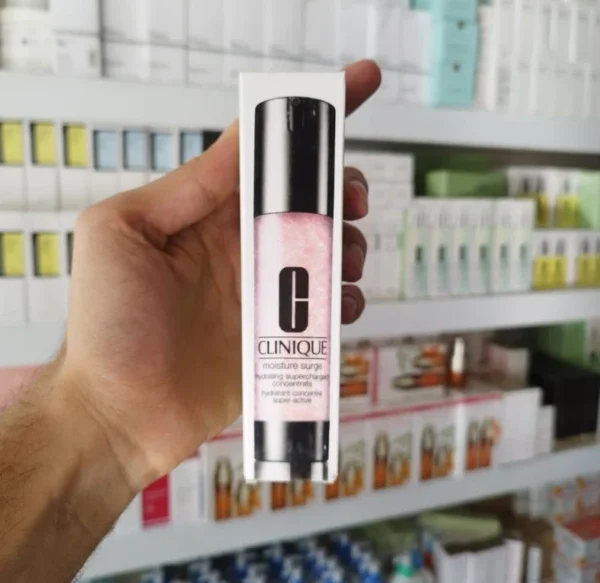 C
CLINIQUE
moisture surge
hydrating supercharged
concentrate
hydratant concentré
super-activé